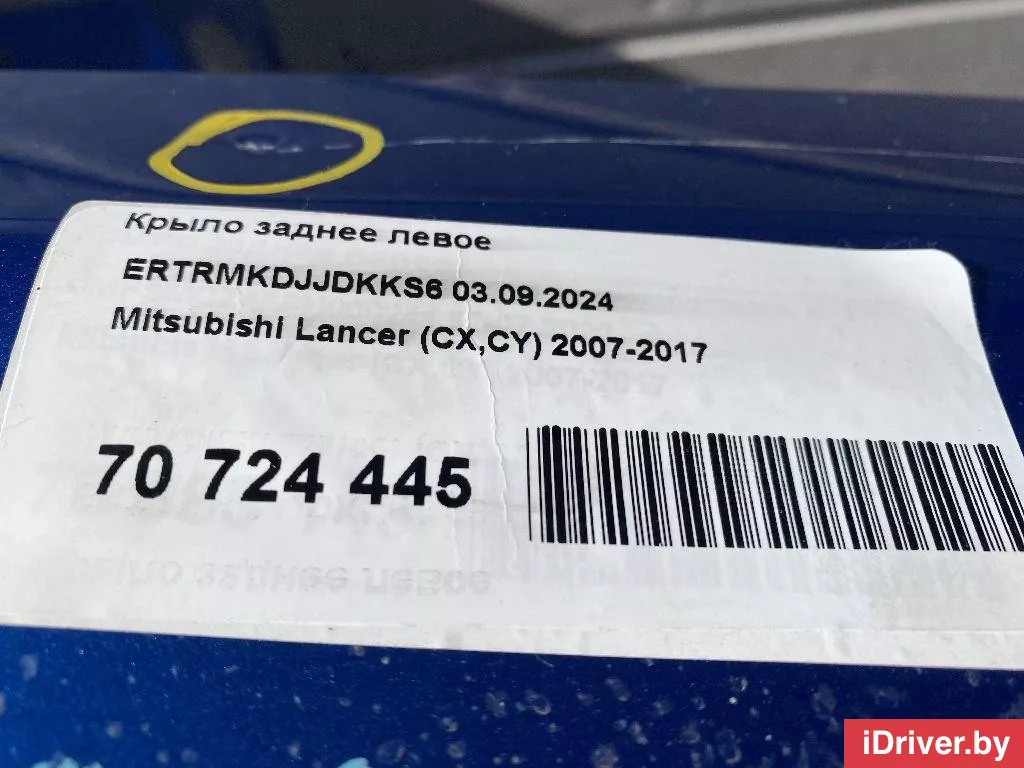 Крыло заднее левое
ERTRMKDJJDKKS6 03.09.2024
Mitsubishi Lancer (CX,CY) 2007-2017
70 724 445
iDriver.by